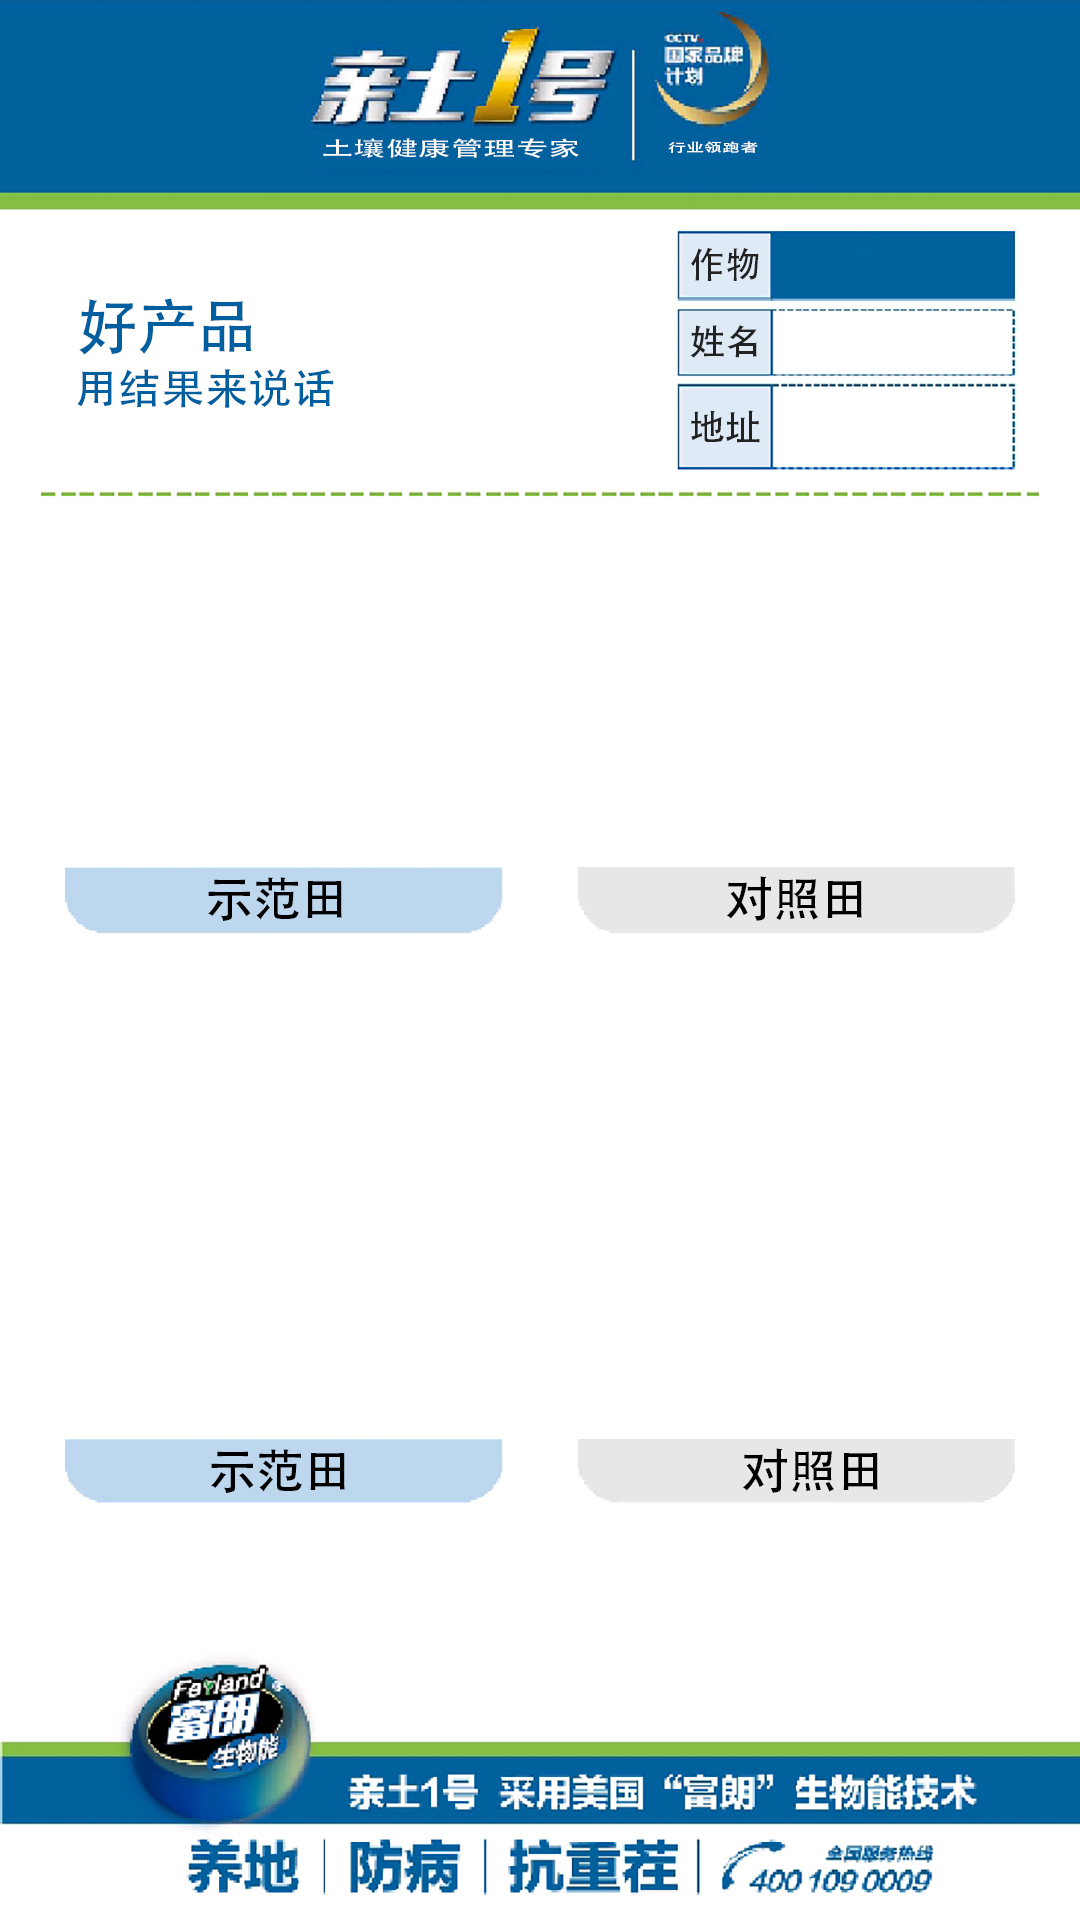 亲土1号
土壤健康管理专家
CCTV
国家品牌
计划
行业领跑者
好产品
用结果来说话
作物
姓名
地址
示范田
对照田
示范田
对照田
Ferland
富朗
生物能
亲土1号 采用美国“富朗”生物能技术
养地 防病 抗重茬
全国服务热线
400 109 0009